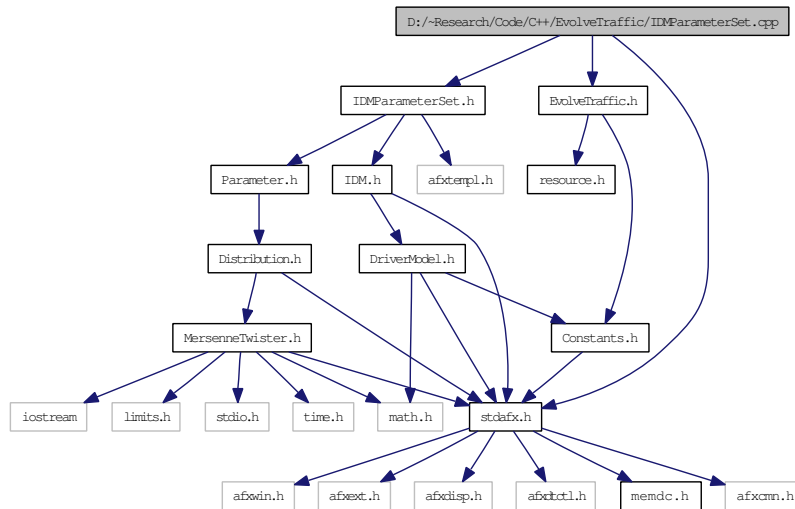 D:/~Research/Code/C++/EvolveTraffic/IDMParameterSet.cpp
IDMParameterSet.h
EvolveTraffic.h
Parameter.h
IDM.h
afxtempl.h
resource.h
Distribution.h
DriverModel.h
MersenneTwister.h
Constants.h
iostream
limits.h
stdio.h
time.h
math.h
stdafx.h
afxwin.h
afxext.h
afxdisp.h
afxdtctl.h
memdc.h
afxcmn.h